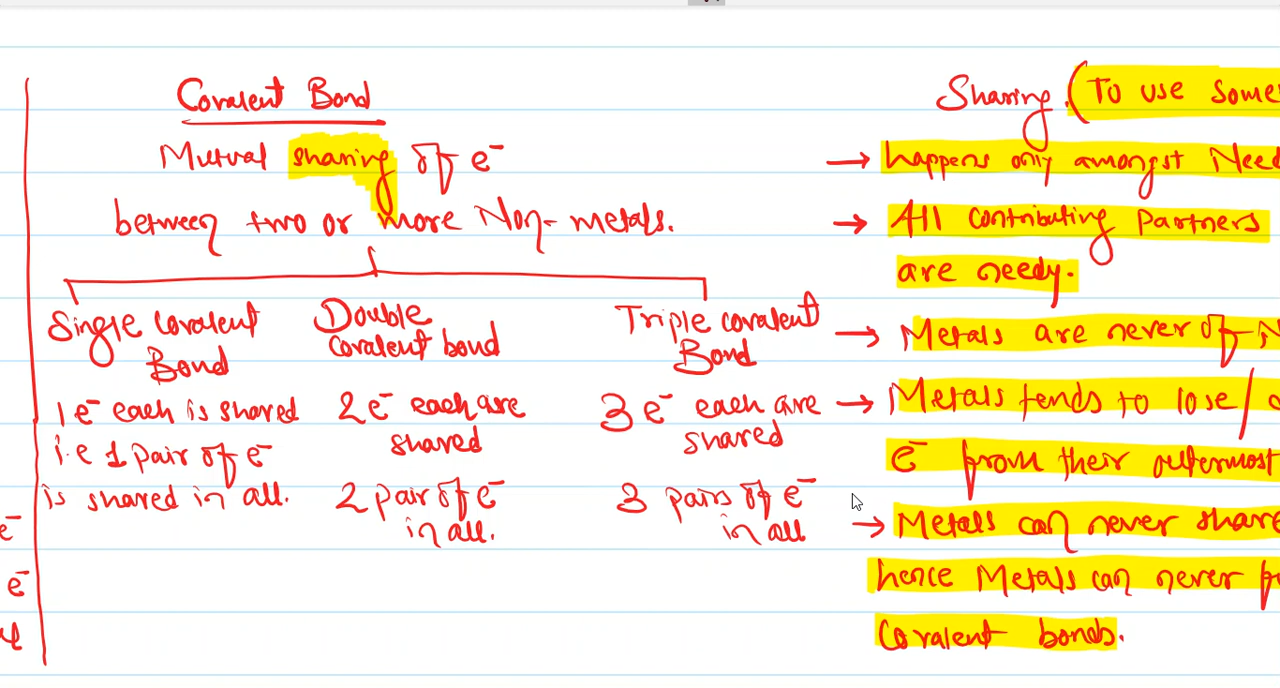 Covalent Bond
Mutual sharing of e⁻
between two or more Non-metals.
Single Covalent
Bond
1 e⁻ each is shared
i.e 1 pair of e⁻
is shared in all.
Double
Covalent bond
2 e⁻ each are
shared
2 pair of e⁻
in all.
Triple covalent
Bond
3 e⁻ each are
shared
3 pairs of e⁻
in all
Sharing (To use some
→ happens only amongst Need
→ All contributing partners
are needy.
→ Metals are never of N
→ Metals tends to lose/
e⁻ from their outermost
→ Metals can never share
hence Metals can never
Covalent bonds.
e⁻
e⁻